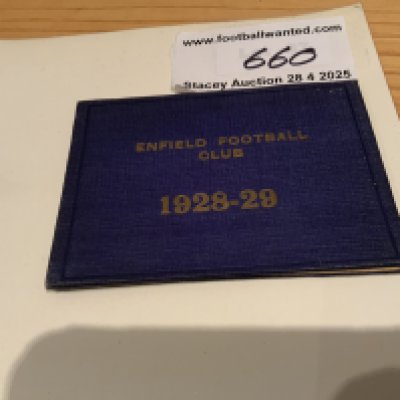 www.footballwanted.com
660
Stacey Auction 28 4 2025
ENFIELD FOOTBALL
CLUB
1928-29